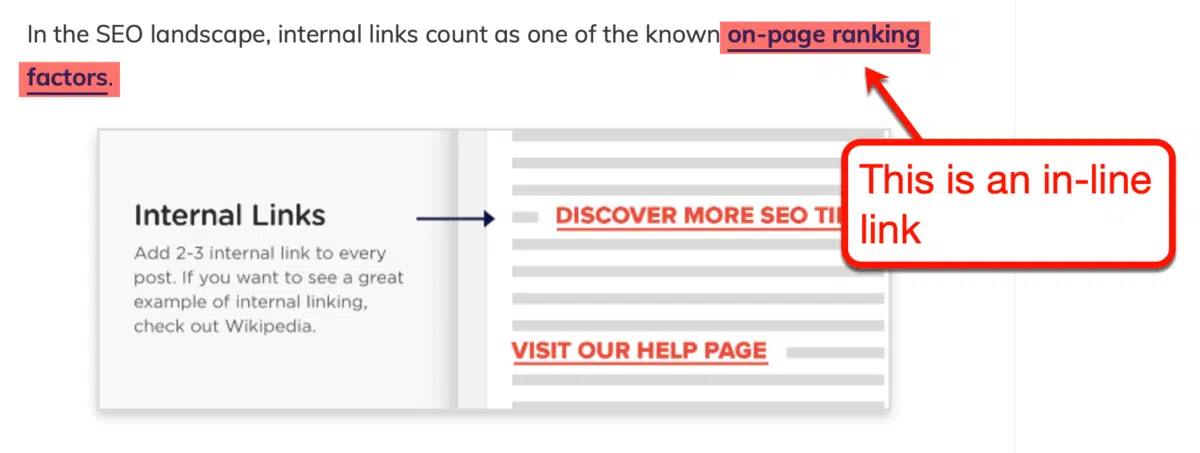 In the SEO landscape, internal links count as one of the known on-page ranking
factors.
This is an in-line
link
Internal Links
Add 2-3 internal link to every
post. If you want to see a great
example of internal linking,
check out Wikipedia.
DISCOVER MORE SEO
VISIT OUR HELP PAGE